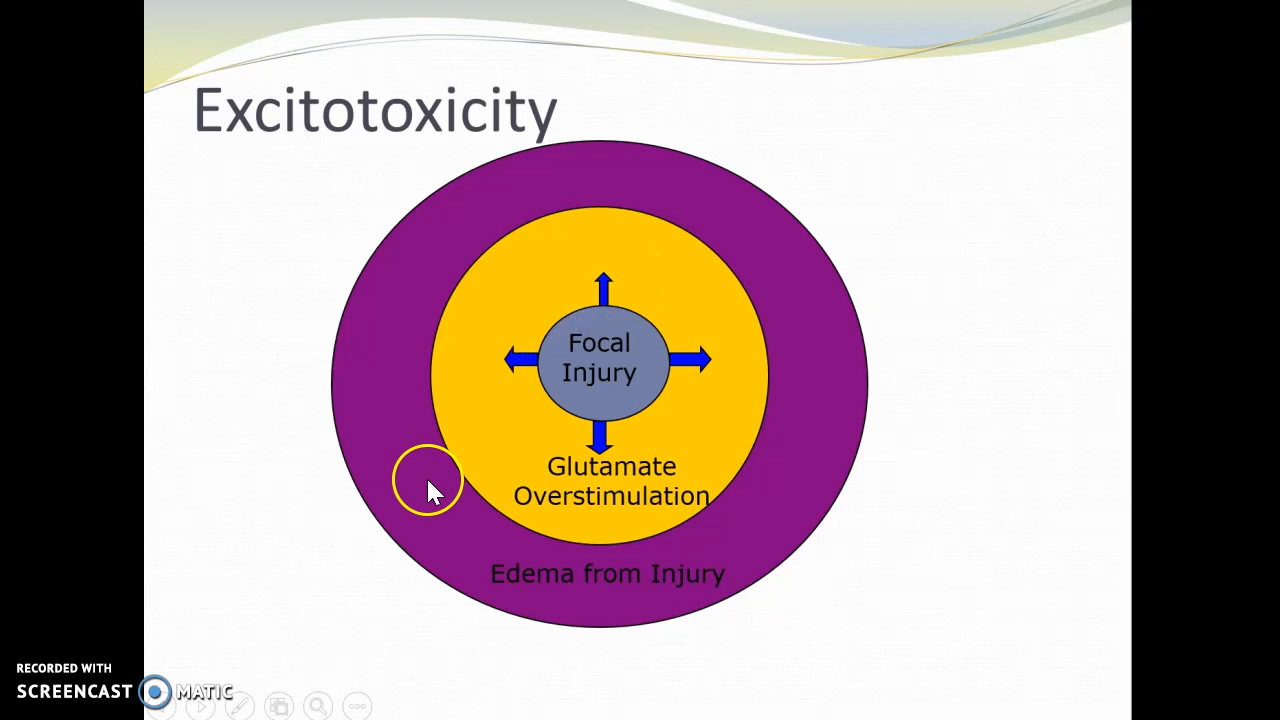 Excitotoxicity
Focal
Injury
Glutamate
Overstimulation
Edema from Injury
RECORDED WITH
SCREENCAST MATIC